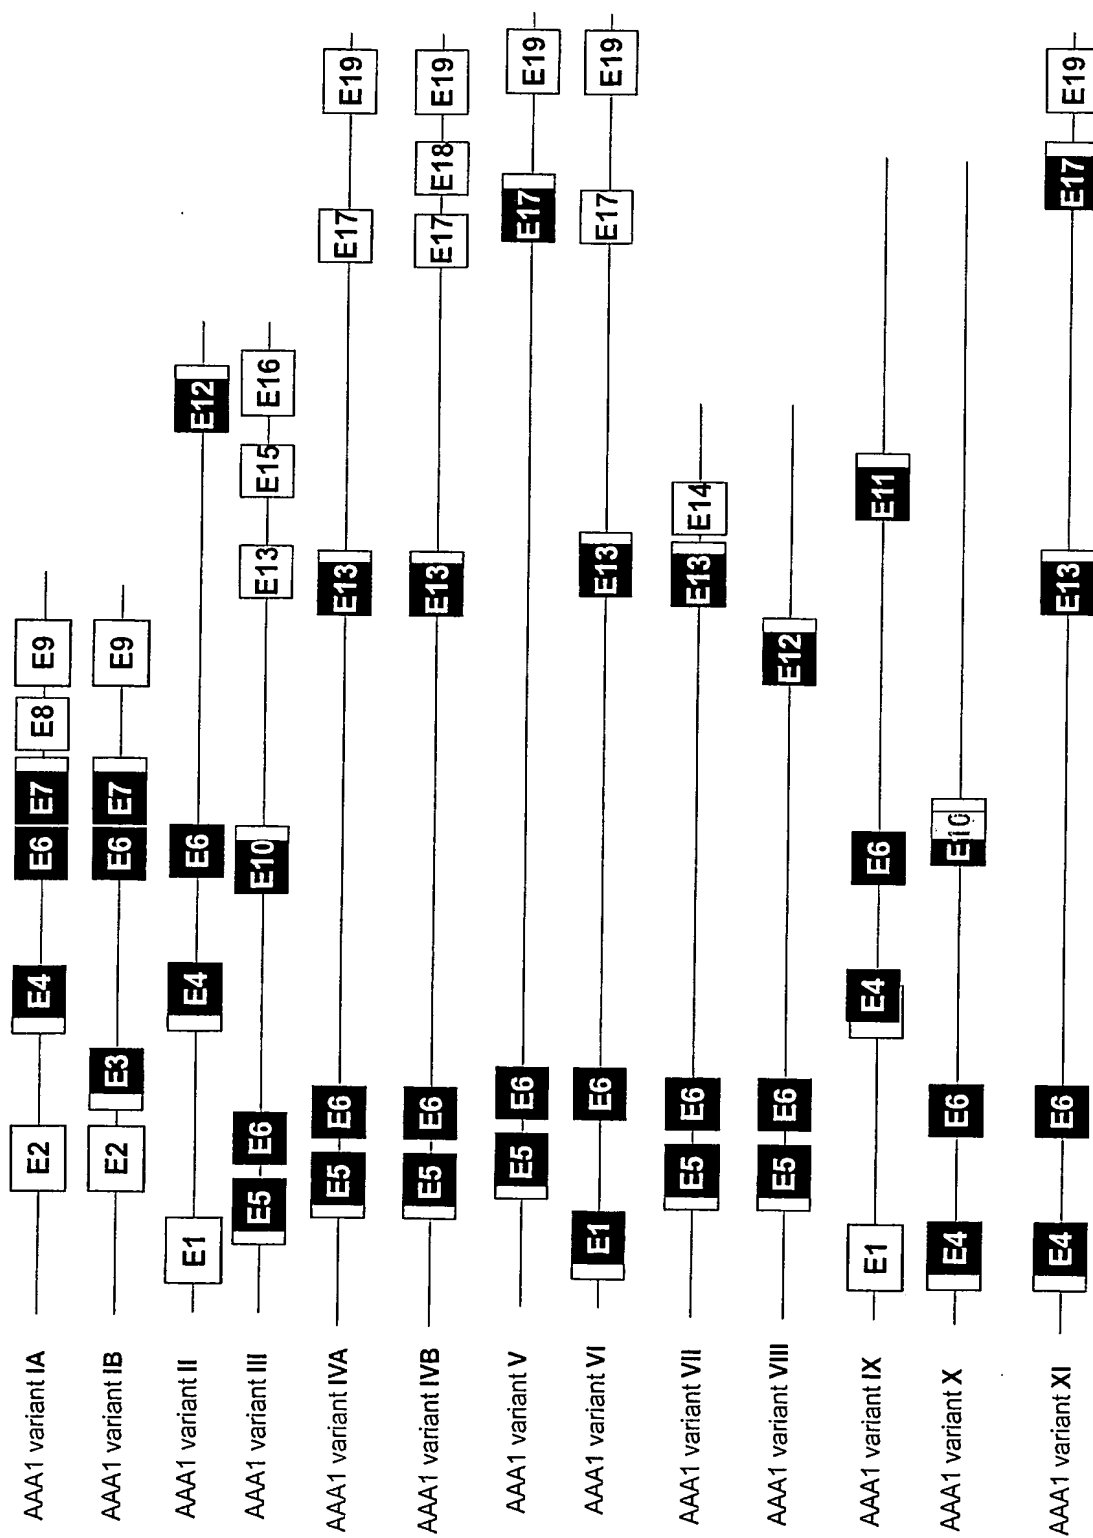 AAA1 variant IA E2 E4 E6 E7 E8 E9
AAA1 variant IB E2 E3 E6 E7 E9
AAA1 variant II E1 E4 E6 E12
AAA1 variant III E5 E6 E10 E13 E15 E16
AAA1 variant IVA E5 E6 E13 E17 E19
AAA1 variant IVB E5 E6 E13 E17 E18 E19
AAA1 variant V E5 E6 E17 E19
AAA1 variant VI E1 E6 E13 E17 E19
AAA1 variant VII E5 E6 E13 E14
AAA1 variant VIII E5 E6 E12
AAA1 variant IX E1 E4 E6 E11
AAA1 variant X E4 E6 E10
AAA1 variant XI E4 E6 E13 E17 E19